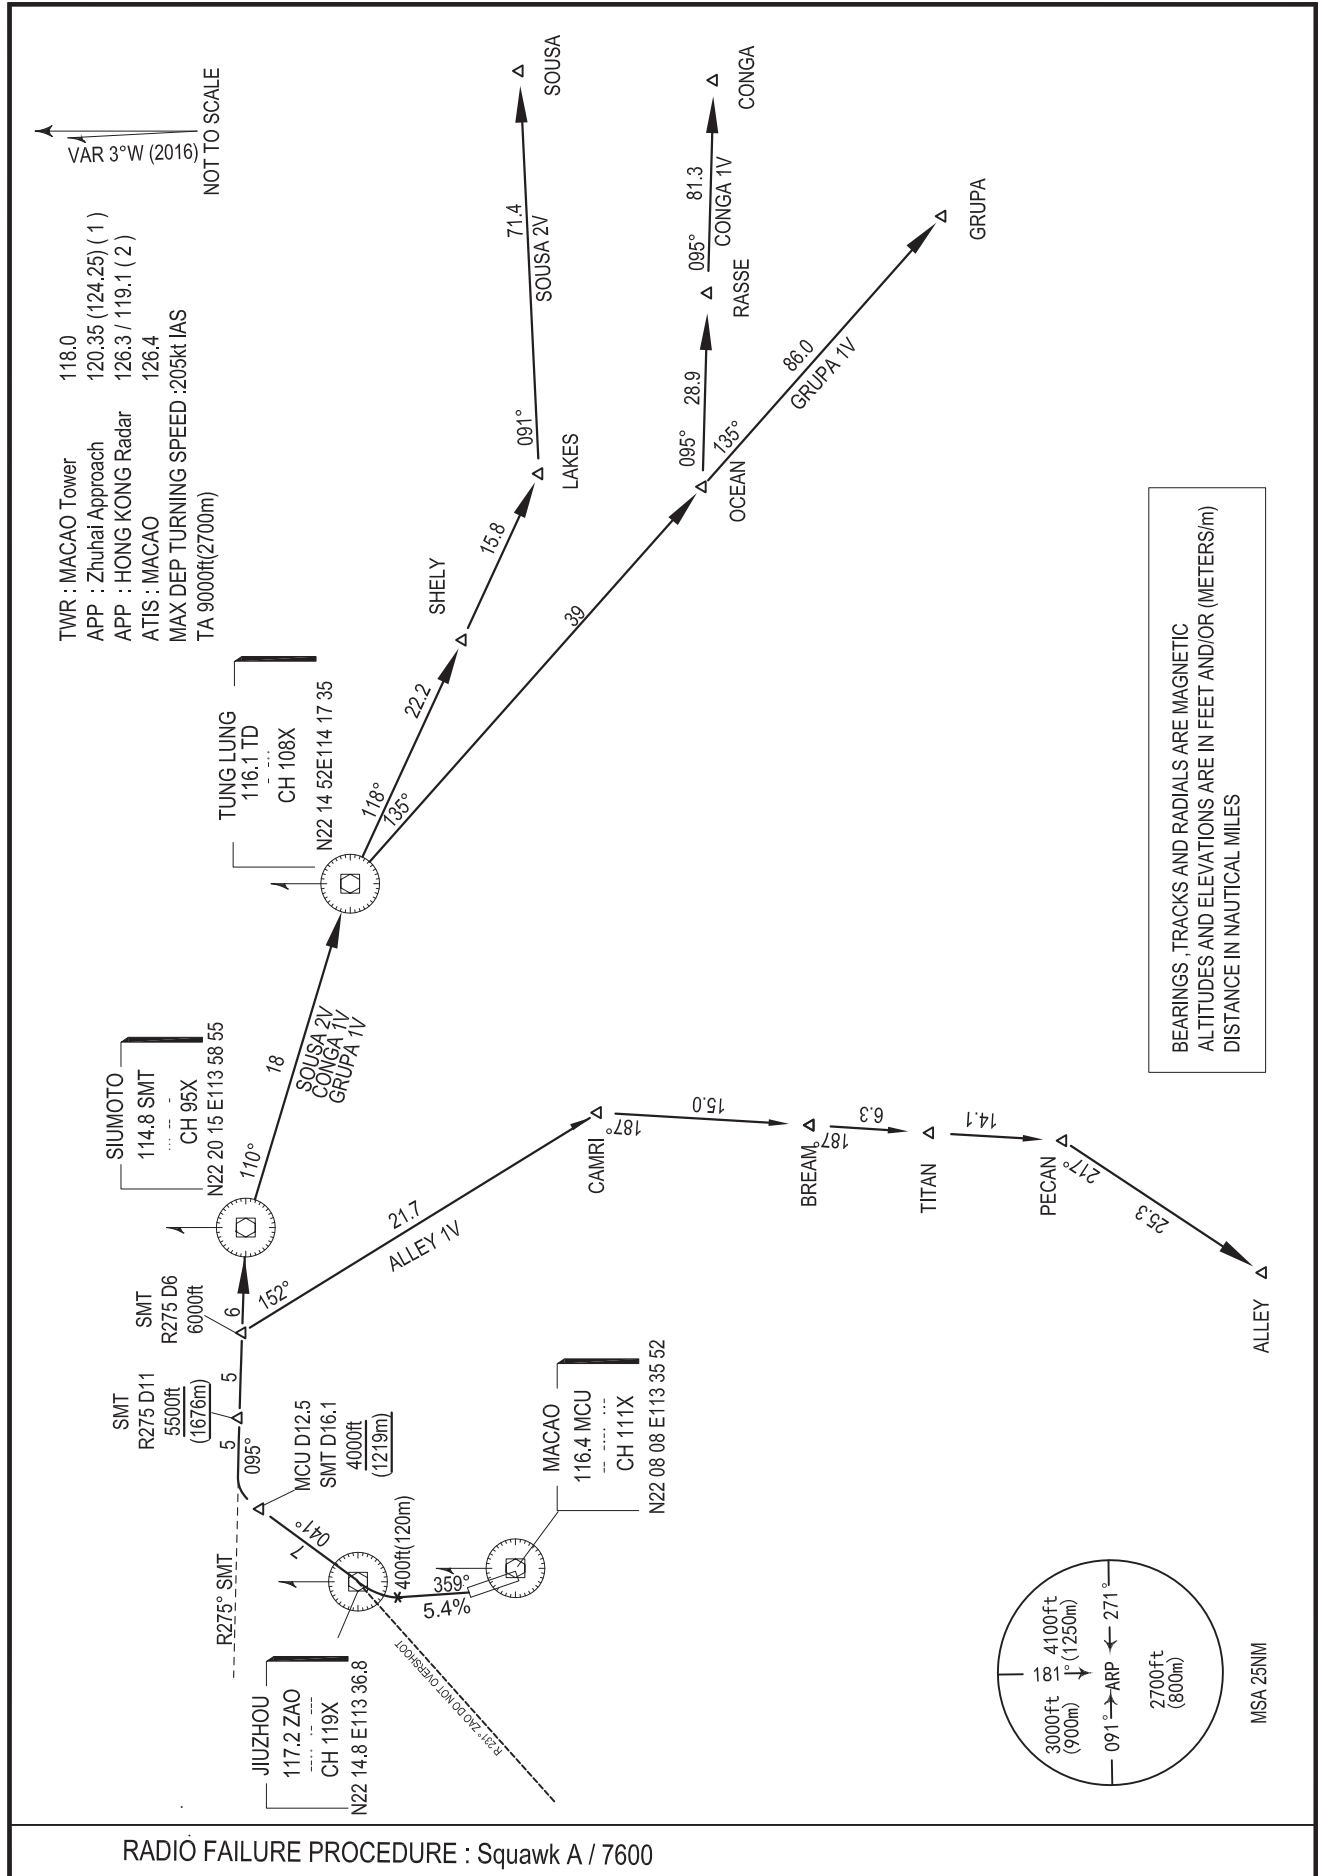 TWR : MACAO Tower 118.0
APP : Zhuhai Approach 120.35 (124.25) ( 1 )
APP : HONG KONG Radar 126.3 / 119.1 ( 2 )
ATIS : MACAO 126.4
MAX DEP TURNING SPEED :205kt IAS
TA 9000ft(2700m)
VAR 3°W (2016)
NOT TO SCALE
JIUZHOU
117.2 ZAO
CH 119X
N22 14.8 E113 36.8
R275° SMT
MACAO
116.4 MCU
CH 111X
N22 08 08 E113 35 52
359°
5.4%
400ft(120m)
R 231° ZAO DO NOT OVERSHOOT
7
041°
MCU D12.5
SMT D16.1
4000ft
(1219m)
095°
5
SMT
R275 D11
5500ft
(1676m)
5
SMT
R275 D6
6000ft
6
SIUMOTO
114.8 SMT
CH 95X
N22 20 15 E113 58 55
110°
18
SOUSA 2V
CONGA 1V
GRUPA 1V
TUNG LUNG
116.1 TD
CH 108X
N22 14 52E114 17 35
118°
22.2
SHELY
15.8
LAKES
091°
71.4
SOUSA 2V
SOUSA
135°
39
OCEAN
095°
28.9
RASSE
095°
81.3
CONGA 1V
CONGA
135°
86.0
GRUPA 1V
GRUPA
152°
21.7
ALLEY 1V
CAMRI
187°
15.0
BREAM
187°
6.3
TITAN
14.1
PECAN
217°
25.3
ALLEY
3000ft
(900m)
181°
4100ft
(1250m)
091°
ARP
271°
2700ft
(800m)
MSA 25NM
BEARINGS ,TRACKS AND RADIALS ARE MAGNETIC
ALTITUDES AND ELEVATIONS ARE IN FEET AND/OR (METERS/m)
DISTANCE IN NAUTICAL MILES
RADIO FAILURE PROCEDURE : Squawk A / 7600